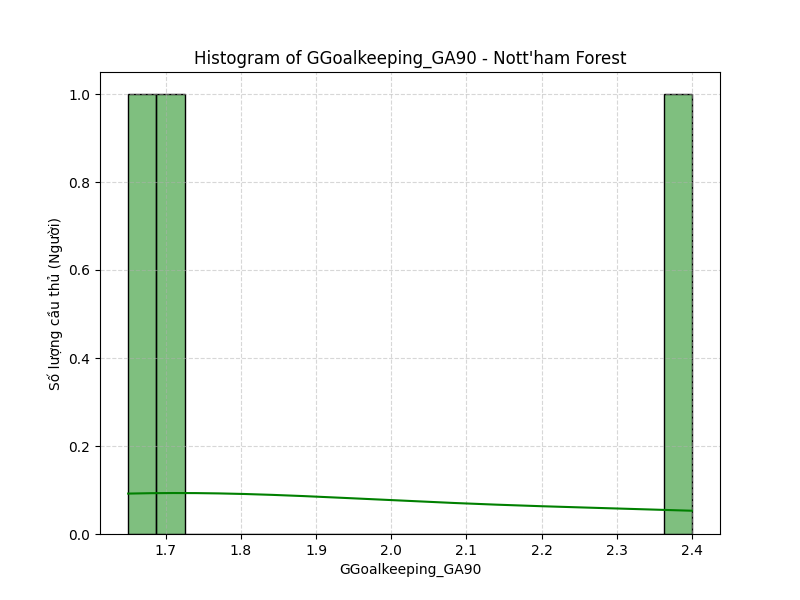 Histogram of GGoalkeeping_GA90 - Nott'ham Forest
Số lượng cầu thủ (Người)
1.0
0.8
0.6
0.4
0.2
0.0
1.7 1.8 1.9 2.0 2.1 2.2 2.3 2.4
GGoalkeeping_GA90